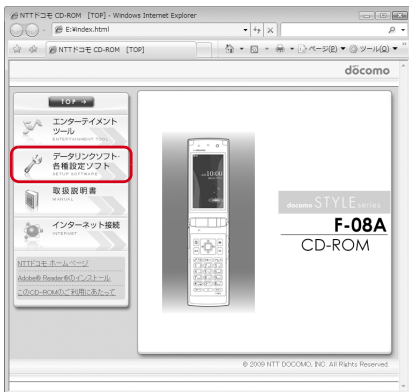 NTTドコモ CD-ROM [TOP] - Windows Internet Explorer
E:¥index.html
NTTドコモ CD-ROM [TOP]
ページ(P)
ツール(O)
döcomo
TOP
エンターテイメント
ツール
ENTERTAINMENT TOOL
データリンクソフト・
各種設定ソフト
SETUP SOFTWARE
取扱説明書
MANUAL
インターネット接続
INTERNET
NTTドコモ ホームページ
Adobe® Reader®のインストール
このCD-ROMのご利用にあたって
10:00
docomo STYLE series
F-08A
CD-ROM
© 2009 NTT DOCOMO, INC. All Rights Reserved.